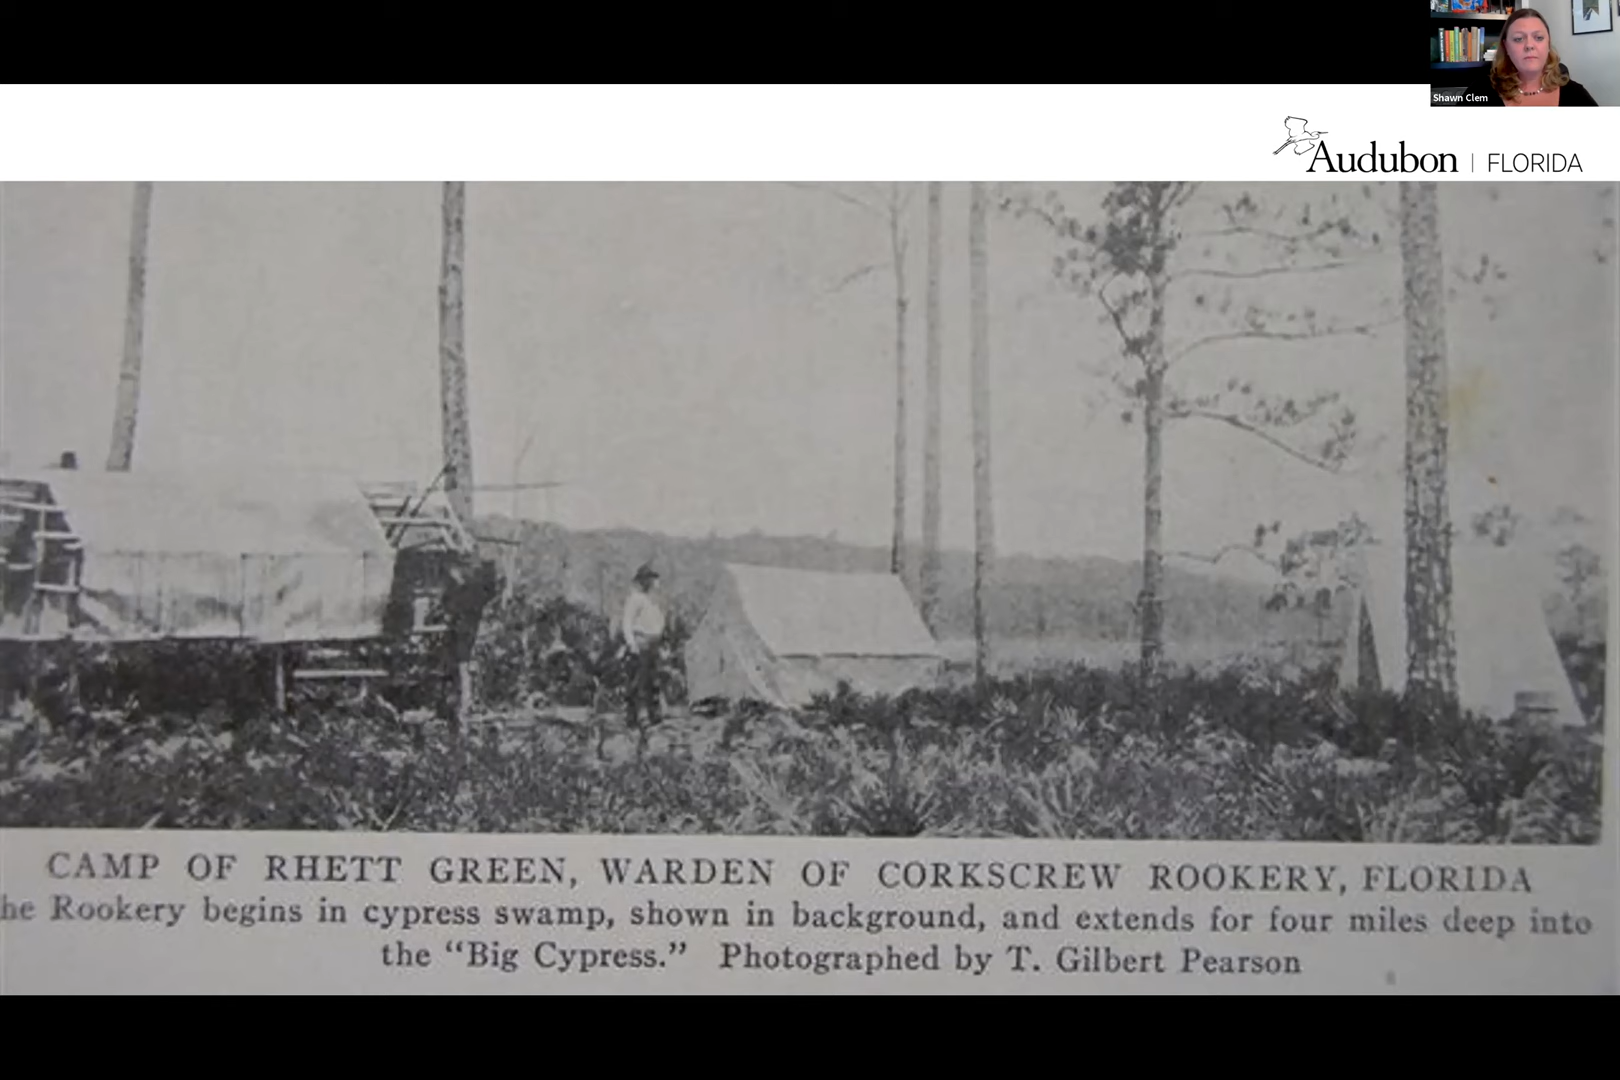 Shawn Clem
Audubon | FLORIDA
CAMP OF RHETT GREEN, WARDEN OF CORKSCREW ROOKERY, FLORIDA
he Rookery begins in cypress swamp, shown in background, and extends for four miles deep into
the “Big Cypress.” Photographed by T. Gilbert Pearson